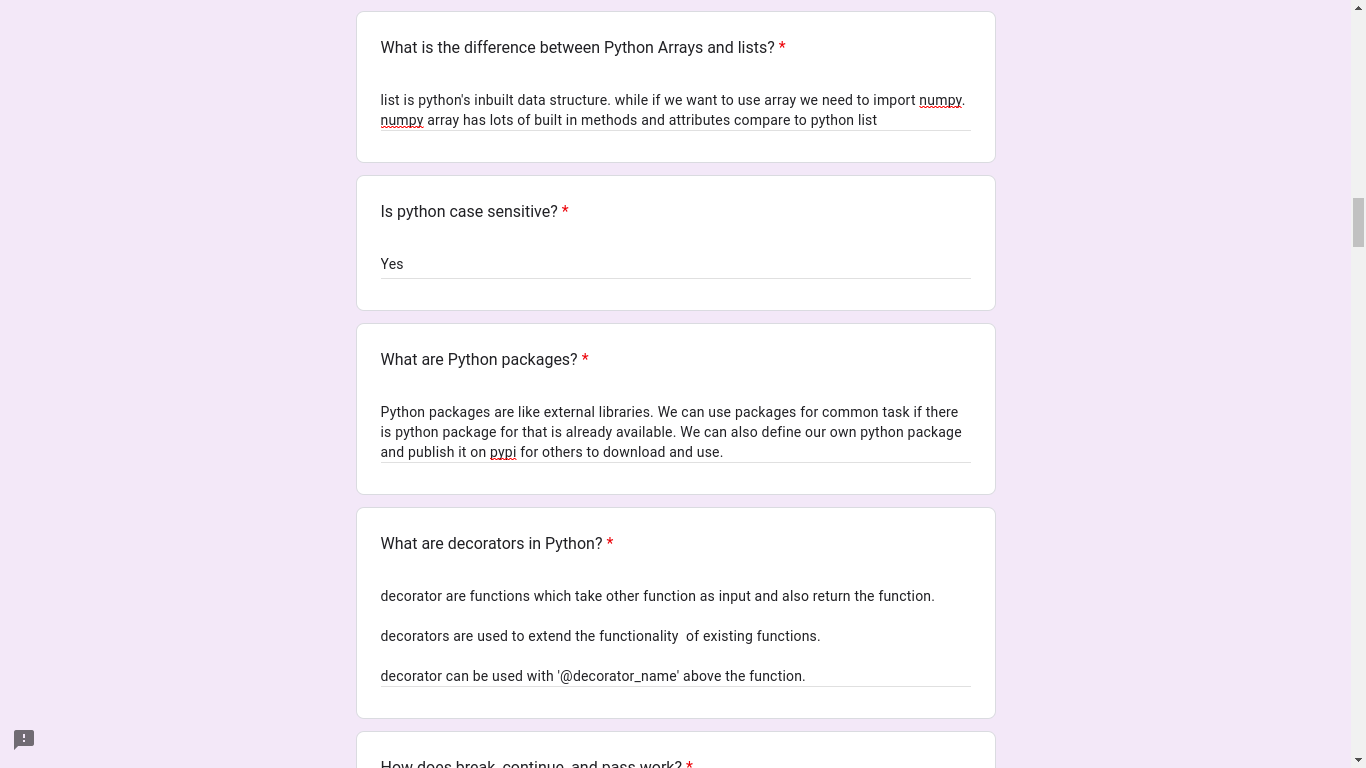 What is the difference between Python Arrays and lists? *
list is python's inbuilt data structure. while if we want to use array we need to import numpy.
numpy array has lots of built in methods and attributes compare to python list
Is python case sensitive? *
Yes
What are Python packages? *
Python packages are like external libraries. We can use packages for common task if there
is python package for that is already available. We can also define our own python package
and publish it on pypi for others to download and use.
What are decorators in Python? *
decorator are functions which take other function as input and also return the function.
decorators are used to extend the functionality  of existing functions.
decorator can be used with '@decorator_name' above the function.
How does break, continue, and pass work? *